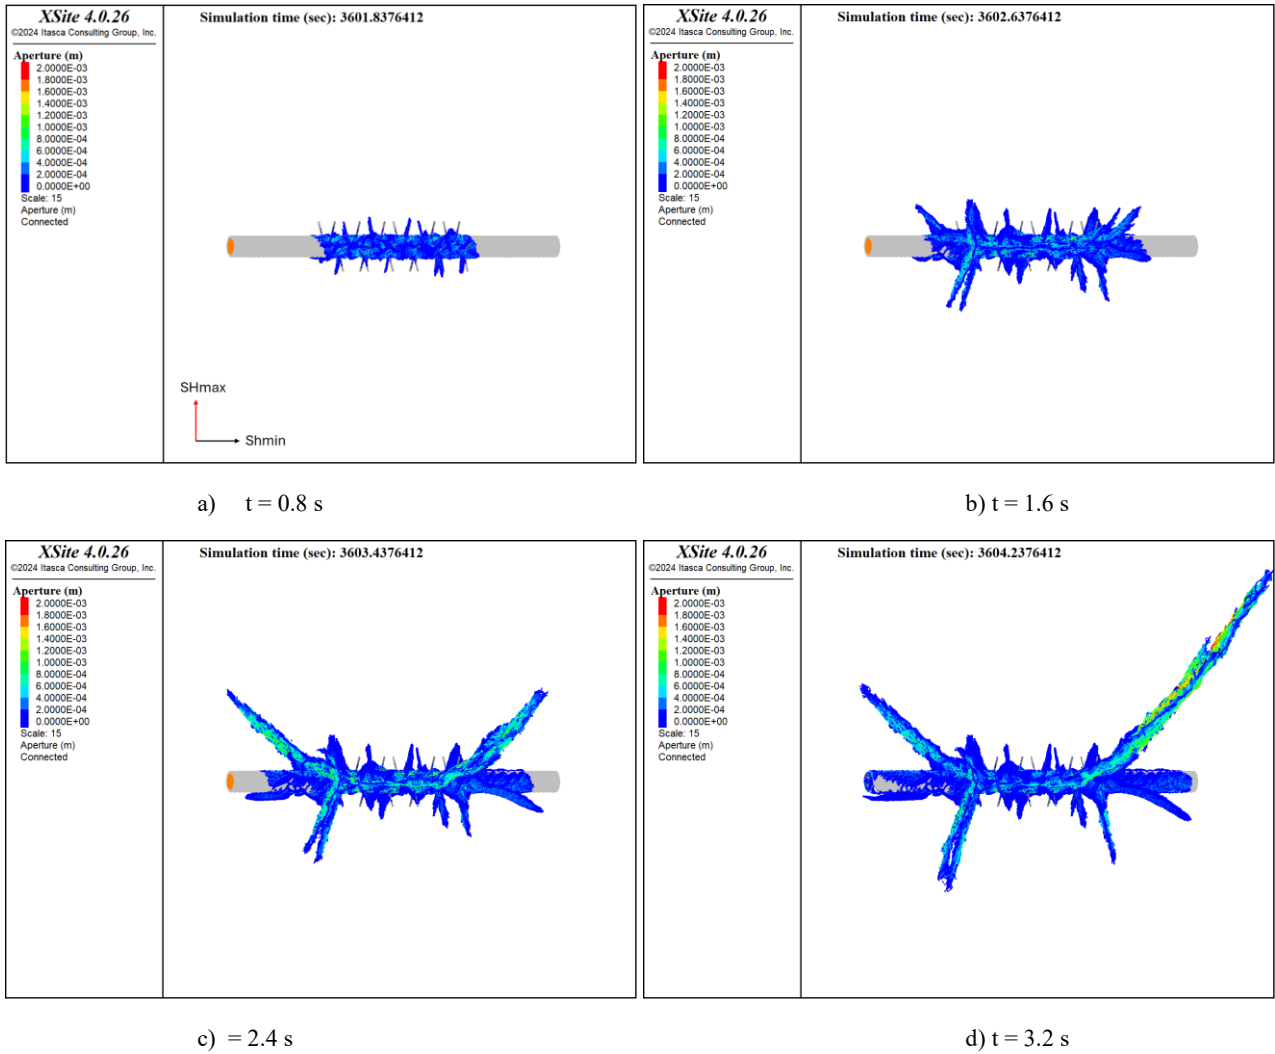 XSite 4.0.26
©2024 Itasca Consulting Group, Inc.
Aperture (m)
2.0000E-03
1.8000E-03
1.6000E-03
1.4000E-03
1.2000E-03
1.0000E-03
8.0000E-04
6.0000E-04
4.0000E-04
2.0000E-04
0.0000E+00
Scale: 15
Aperture (m)
Connected
Simulation time (sec): 3601.8376412
SHmax
Shmin
a) t = 0.8 s
XSite 4.0.26
©2024 Itasca Consulting Group, Inc.
Aperture (m)
2.0000E-03
1.8000E-03
1.6000E-03
1.4000E-03
1.2000E-03
1.0000E-03
8.0000E-04
6.0000E-04
4.0000E-04
2.0000E-04
0.0000E+00
Scale: 15
Aperture (m)
Connected
Simulation time (sec): 3602.6376412
b) t = 1.6 s
XSite 4.0.26
©2024 Itasca Consulting Group, Inc.
Aperture (m)
2.0000E-03
1.8000E-03
1.6000E-03
1.4000E-03
1.2000E-03
1.0000E-03
8.0000E-04
6.0000E-04
4.0000E-04
2.0000E-04
0.0000E+00
Scale: 15
Aperture (m)
Connected
Simulation time (sec): 3603.4376412
c) = 2.4 s
XSite 4.0.26
©2024 Itasca Consulting Group, Inc.
Aperture (m)
2.0000E-03
1.8000E-03
1.6000E-03
1.4000E-03
1.2000E-03
1.0000E-03
8.0000E-04
6.0000E-04
4.0000E-04
2.0000E-04
0.0000E+00
Scale: 15
Aperture (m)
Connected
Simulation time (sec): 3604.2376412
d) t = 3.2 s